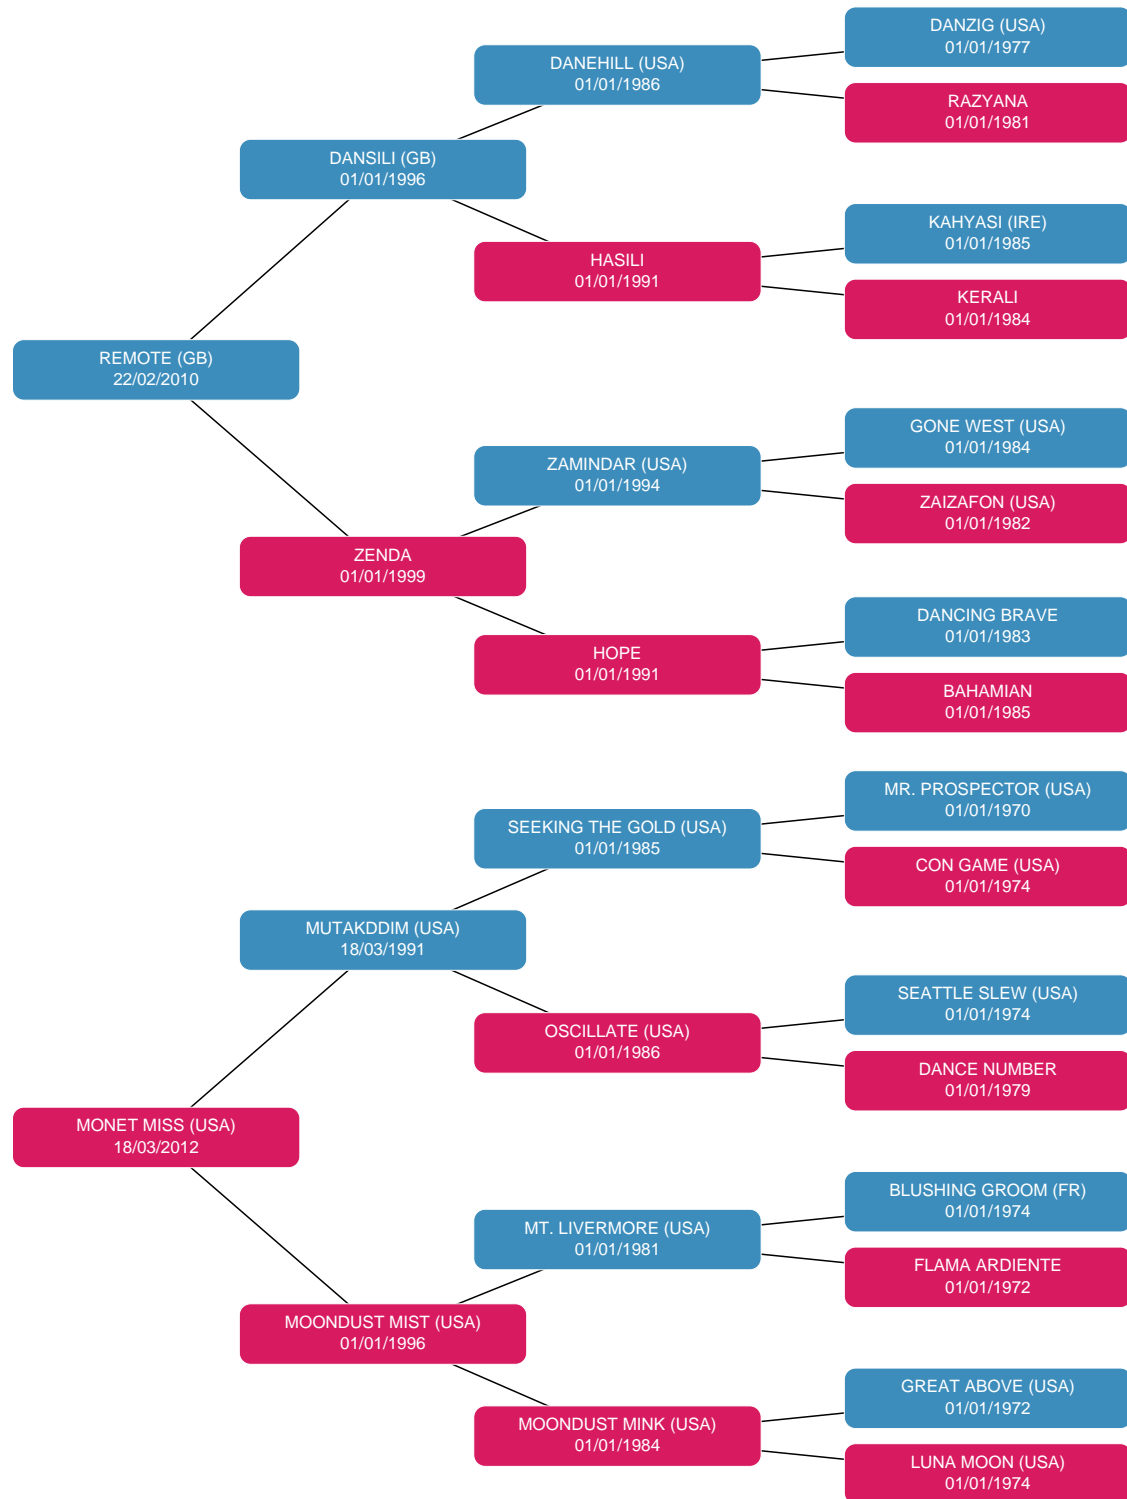 DANZIG (USA)
01/01/1977
DANEHILL (USA)
01/01/1986
RAZYANA
01/01/1981
DANSILI (GB)
01/01/1996
KAHYASI (IRE)
01/01/1985
HASILI
01/01/1991
KERALI
01/01/1984
REMOTE (GB)
22/02/2010
GONE WEST (USA)
01/01/1984
ZAMINDAR (USA)
01/01/1994
ZAIZAFON (USA)
01/01/1982
ZENDA
01/01/1999
DANCING BRAVE
01/01/1983
HOPE
01/01/1991
BAHAMIAN
01/01/1985
MR. PROSPECTOR (USA)
01/01/1970
SEEKING THE GOLD (USA)
01/01/1985
CON GAME (USA)
01/01/1974
MUTAKDDIM (USA)
18/03/1991
SEATTLE SLEW (USA)
01/01/1974
OSCILLATE (USA)
01/01/1986
DANCE NUMBER
01/01/1979
MONET MISS (USA)
18/03/2012
BLUSHING GROOM (FR)
01/01/1974
MT. LIVERMORE (USA)
01/01/1981
FLAMA ARDIENTE
01/01/1972
MOONDUST MIST (USA)
01/01/1996
GREAT ABOVE (USA)
01/01/1972
MOONDUST MINK (USA)
01/01/1984
LUNA MOON (USA)
01/01/1974